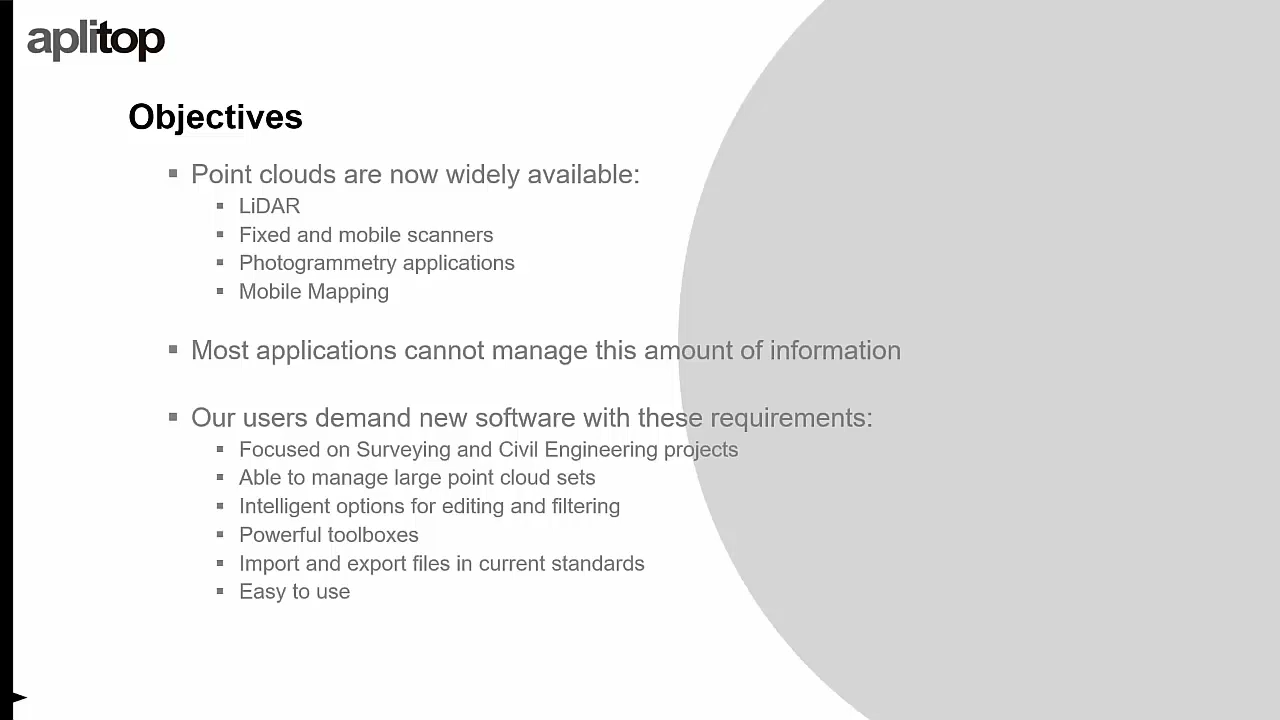 aplitop
Objectives
▪ Point clouds are now widely available:
▪ LiDAR
▪ Fixed and mobile scanners
▪ Photogrammetry applications
▪ Mobile Mapping
▪ Most applications cannot manage this amount of information
▪ Our users demand new software with these requirements:
▪ Focused on Surveying and Civil Engineering projects
▪ Able to manage large point cloud sets
▪ Intelligent options for editing and filtering
▪ Powerful toolboxes
▪ Import and export files in current standards
▪ Easy to use